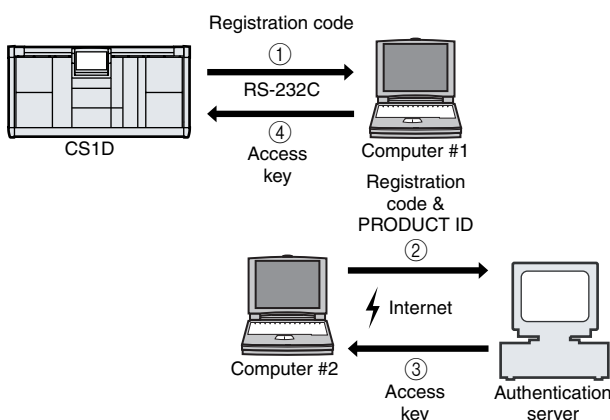 Registration code
①
RS-232C
④
Access
key
CS1D
Computer #1
Registration
code &
PRODUCT ID
②
Internet
③
Access
key
Computer #2
Authentication
server